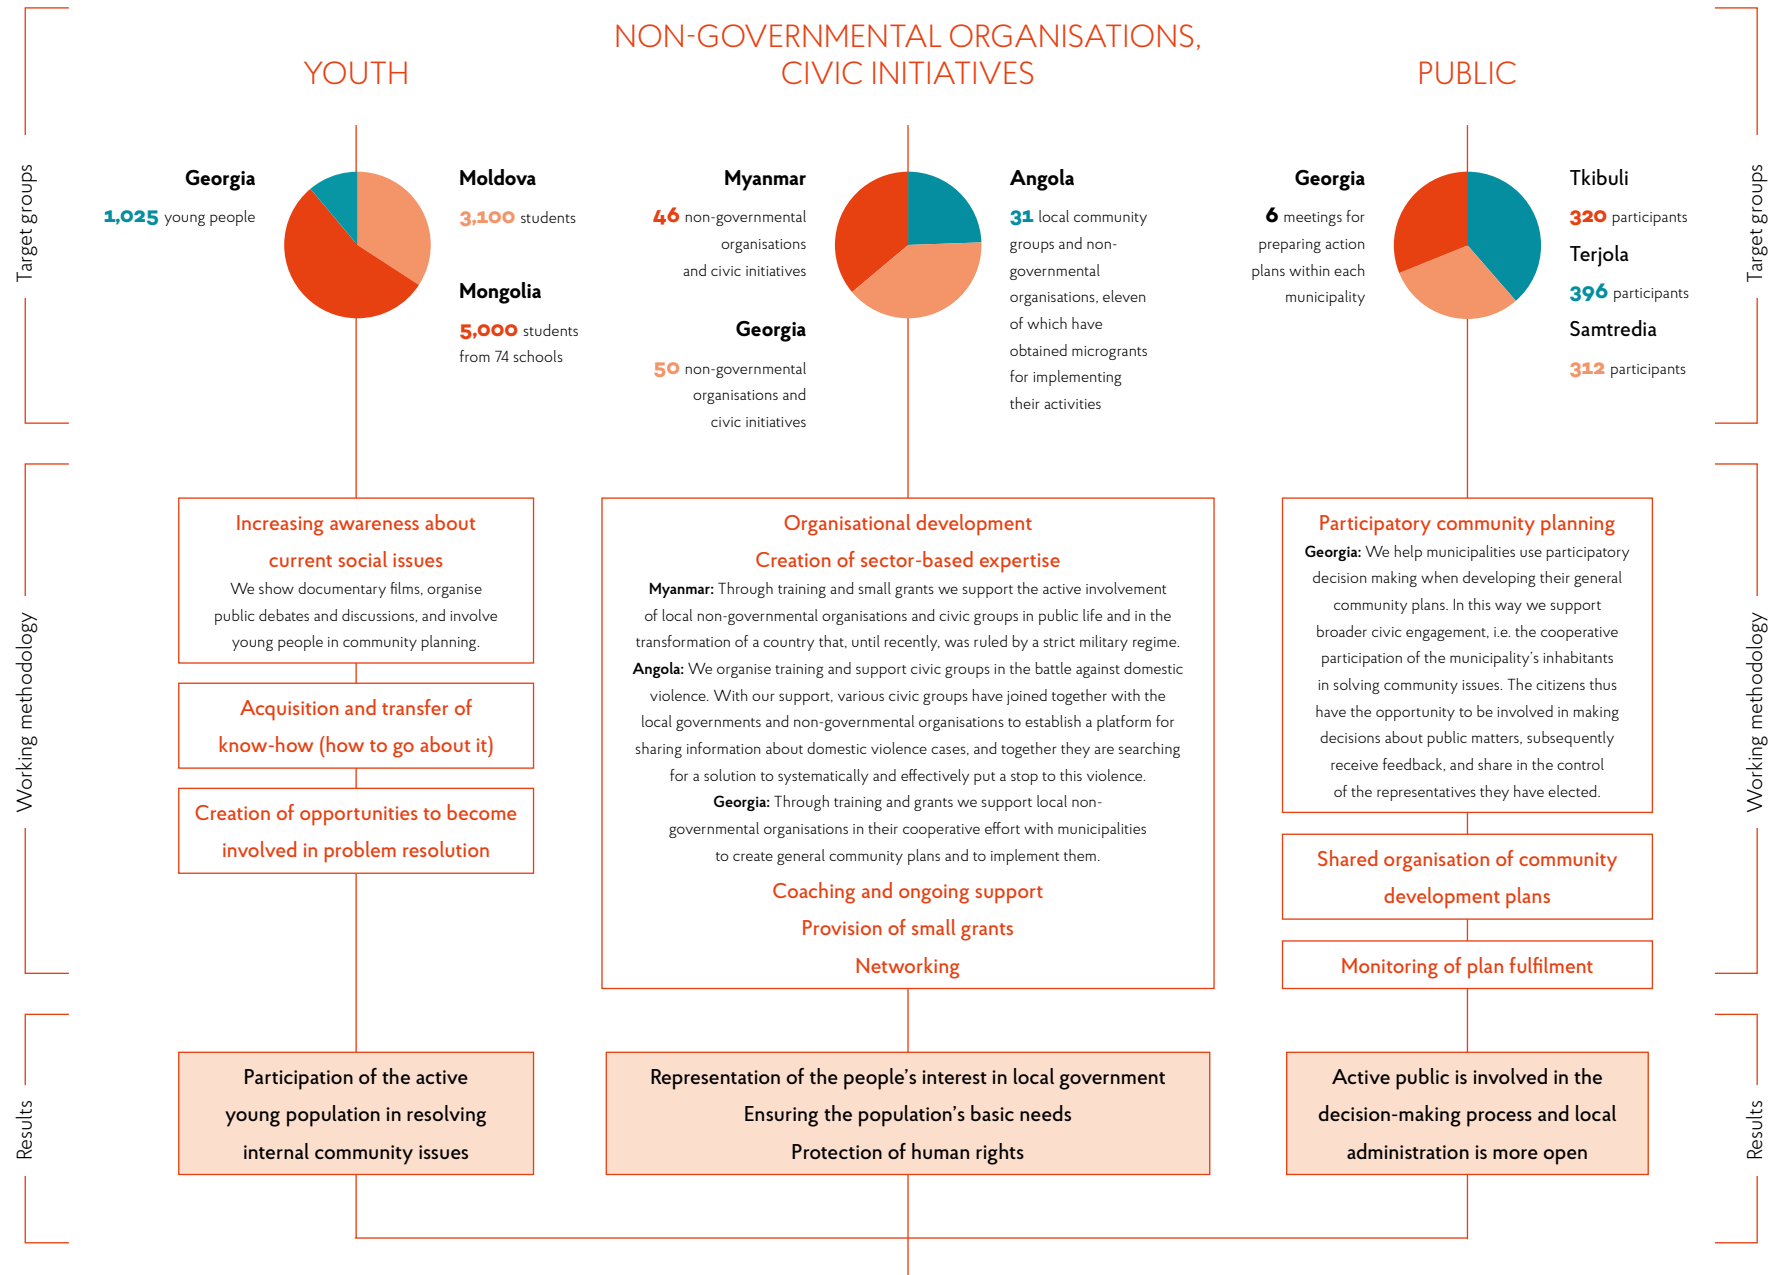 NON-GOVERNMENTAL ORGANISATIONS,
CIVIC INITIATIVES
YOUTH
PUBLIC
Target groups
Georgia
1,025 young people
Moldova
3,100 students
Mongolia
5,000 students
from 74 schools
Myanmar
46 non-governmental
organisations
and civic initiatives
Georgia
50 non-governmental
organisations and
civic initiatives
Angola
31 local community
groups and non-
governmental
organisations, eleven
of which have
obtained microgrants
for implementing
their activities
Georgia
6 meetings for
preparing action
plans within each
municipality
Tkibuli
320 participants
Terjola
396 participants
Samtredia
312 participants
Target groups
Working methodology
Increasing awareness about
current social issues
We show documentary films, organise
public debates and discussions, and involve
young people in community planning.
Acquisition and transfer of
know-how (how to go about it)
Creation of opportunities to become
involved in problem resolution
Organisational development
Creation of sector-based expertise
Myanmar: Through training and small grants we support the active involvement
of local non-governmental organisations and civic groups in public life and in the
transformation of a country that, until recently, was ruled by a strict military regime.
Angola: We organise training and support civic groups in the battle against domestic
violence. With our support, various civic groups have joined together with the
local governments and non-governmental organisations to establish a platform for
sharing information about domestic violence cases, and together they are searching
for a solution to systematically and effectively put a stop to this violence.
Georgia: Through training and grants we support local non-
governmental organisations in their cooperative effort with municipalities
to create general community plans and to implement them.
Coaching and ongoing support
Provision of small grants
Networking
Participatory community planning
Georgia: We help municipalities use participatory
decision making when developing their general
community plans. In this way we support
broader civic engagement, i.e. the cooperative
participation of the municipality's inhabitants
in solving community issues. The citizens thus
have the opportunity to be involved in making
decisions about public matters, subsequently
receive feedback, and share in the control
of the representatives they have elected.
Shared organisation of community
development plans
Monitoring of plan fulfilment
Working methodology
Results
Participation of the active
young population in resolving
internal community issues
Representation of the people's interest in local government
Ensuring the population's basic needs
Protection of human rights
Active public is involved in the
decision-making process and local
administration is more open
Results